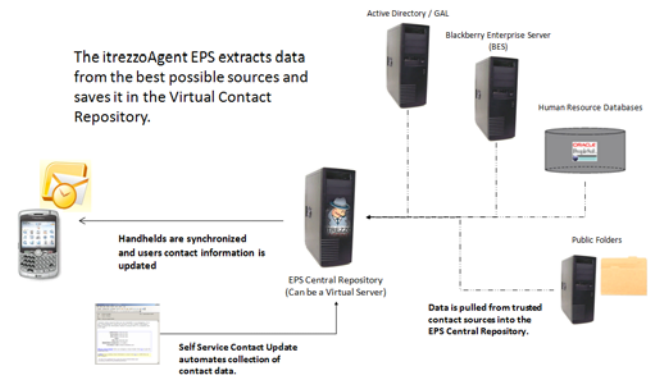 Active Directory / GAL
Blackberry Enterprise Server
(BES)
The itrezzoAgent EPS extracts data
from the best possible sources and
saves it in the Virtual Contact
Repository.
Human Resource Databases
ORACLE
PeopleSoft
Handhelds are synchronized
and users contact information is
updated
Public Folders
EPS Central Repository
(Can be a Virtual Server)
Data is pulled from trusted
contact sources into the
EPS Central Repository.
Self Service Contact Update
automates collection of
contact data.